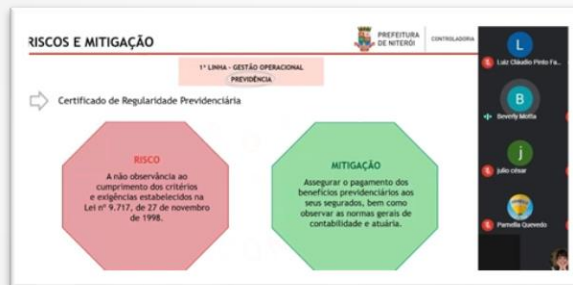 RISCOS E MITIGAÇÃO
PREFEITURA
DE NITERÓI
CONTROLADORIA
1ª LINHA - GESTÃO OPERACIONAL
PREVIDÊNCIA
Certificado de Regularidade Previdenciária
RISCO
A não observância ao
cumprimento dos critérios
e exigências estabelecidos na
Lei nº 9.717, de 27 de novembro
de 1998.
MITIGAÇÃO
Assegurar o pagamento dos
benefícios previdenciários aos
seus segurados, bem como
observar as normas gerais de
contabilidade e atuária.
L
Luiz Cláudio Pinto Fa...
B
Beverly Motta
j
julio césar
Pamella Quevedo